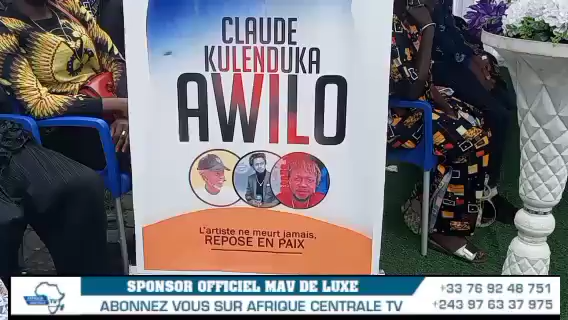 CLAUDE
KULENDUKA
AWILO
L'artiste ne meurt jamais,
REPOSE EN PAIX
SPONSOR OFFICIEL MAV DE LUXE
ABONNEZ VOUS SUR AFRIQUE CENTRALE TV
+33 76 92 48 751
+243 97 63 37 975